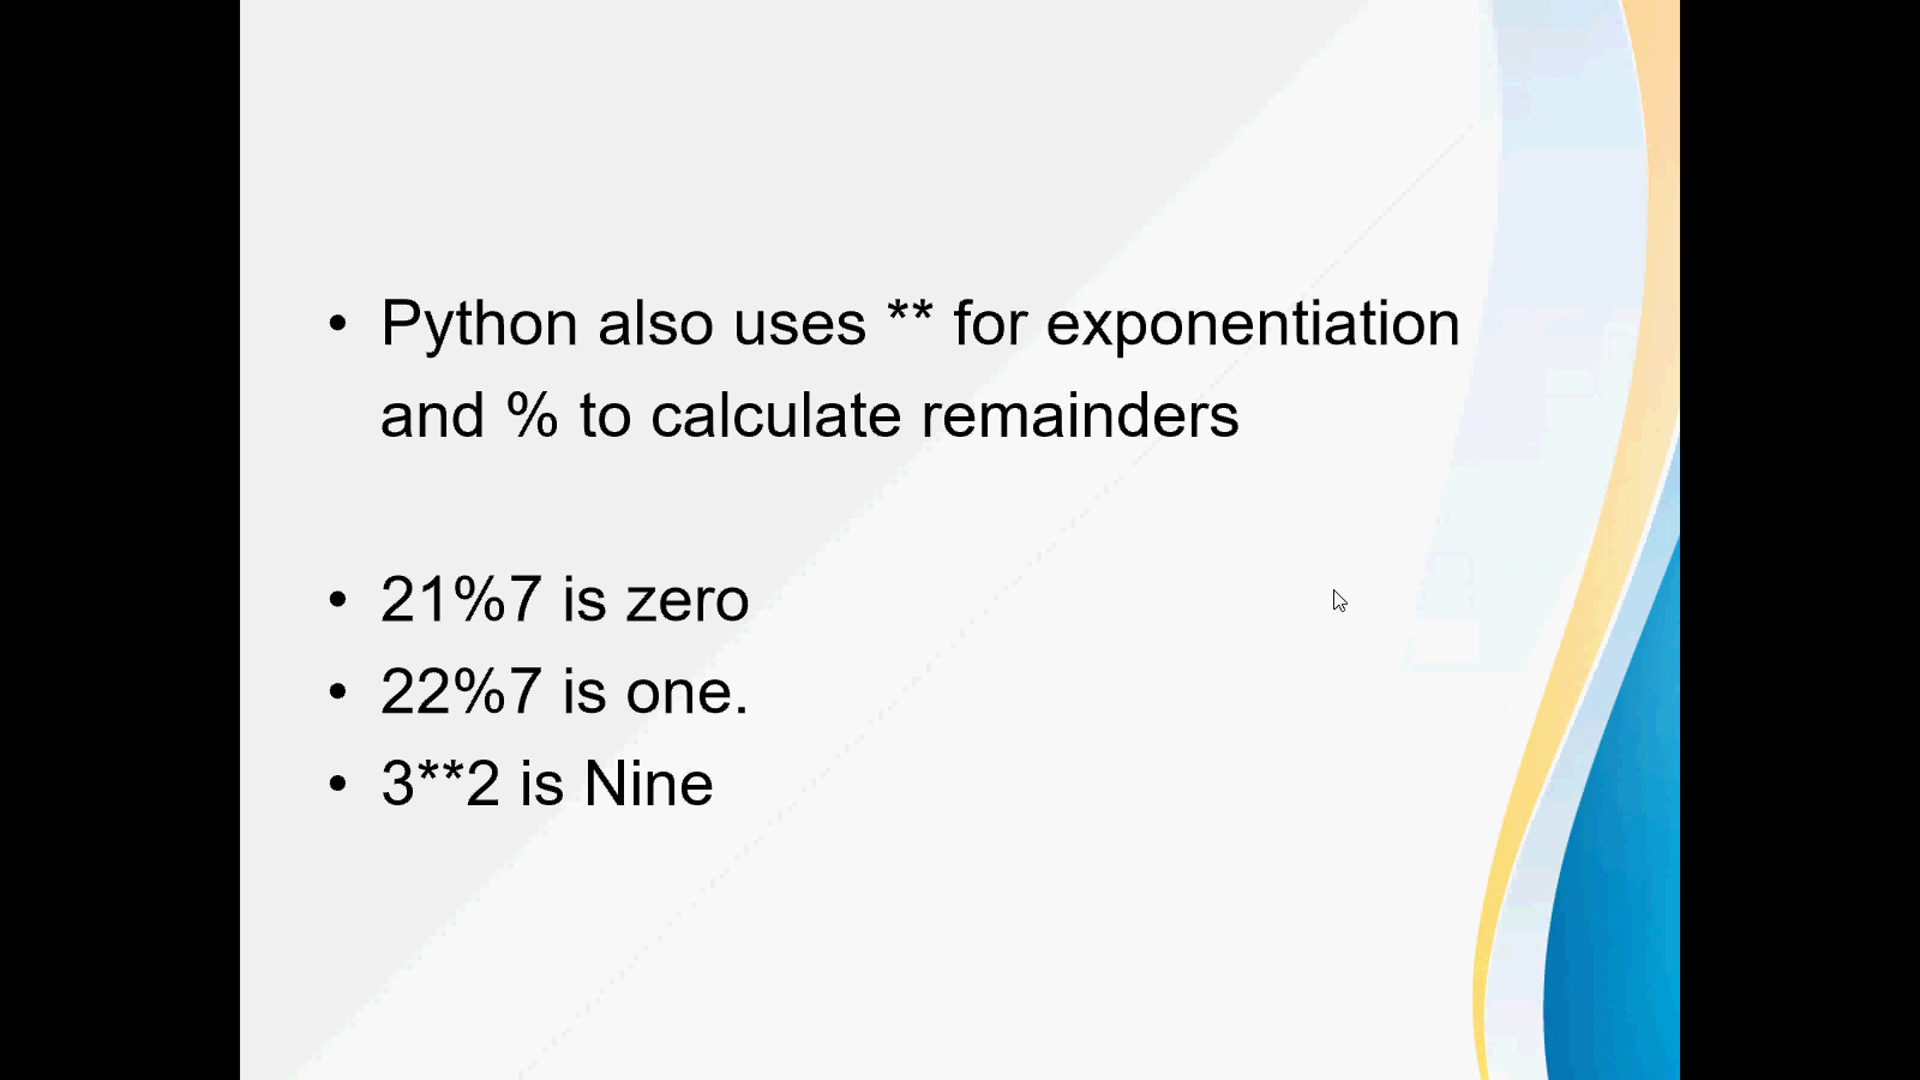 • Python also uses ** for exponentiation
and % to calculate remainders
• 21%7 is zero
• 22%7 is one.
• 3**2 is Nine